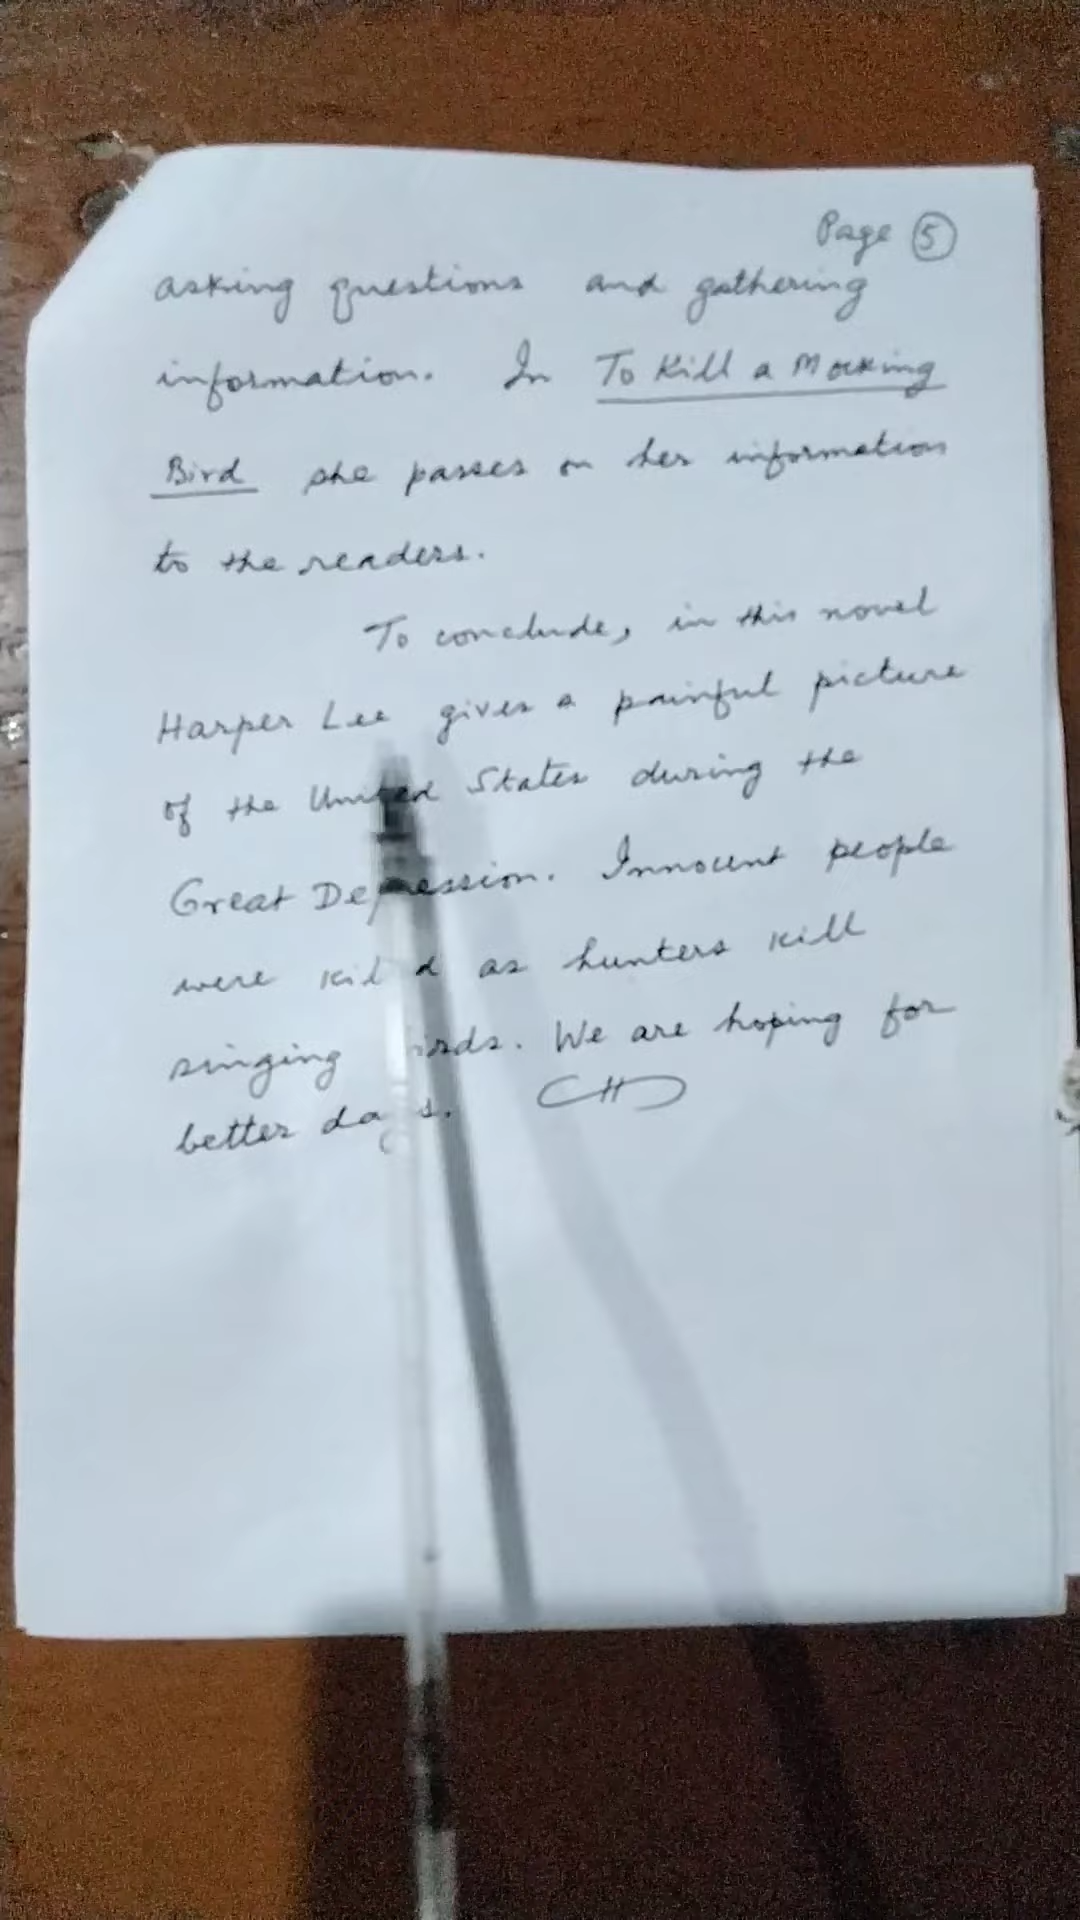 Page 5
asking questions and gathering
information. In To Kill a Mocking
Bird she passes on her information
to the readers.
To conclude, in this novel
Harper Lee gives a painful picture
of the United States during the
Great Depression. Innocent people
were as hunters kill
singing We are hoping for
better